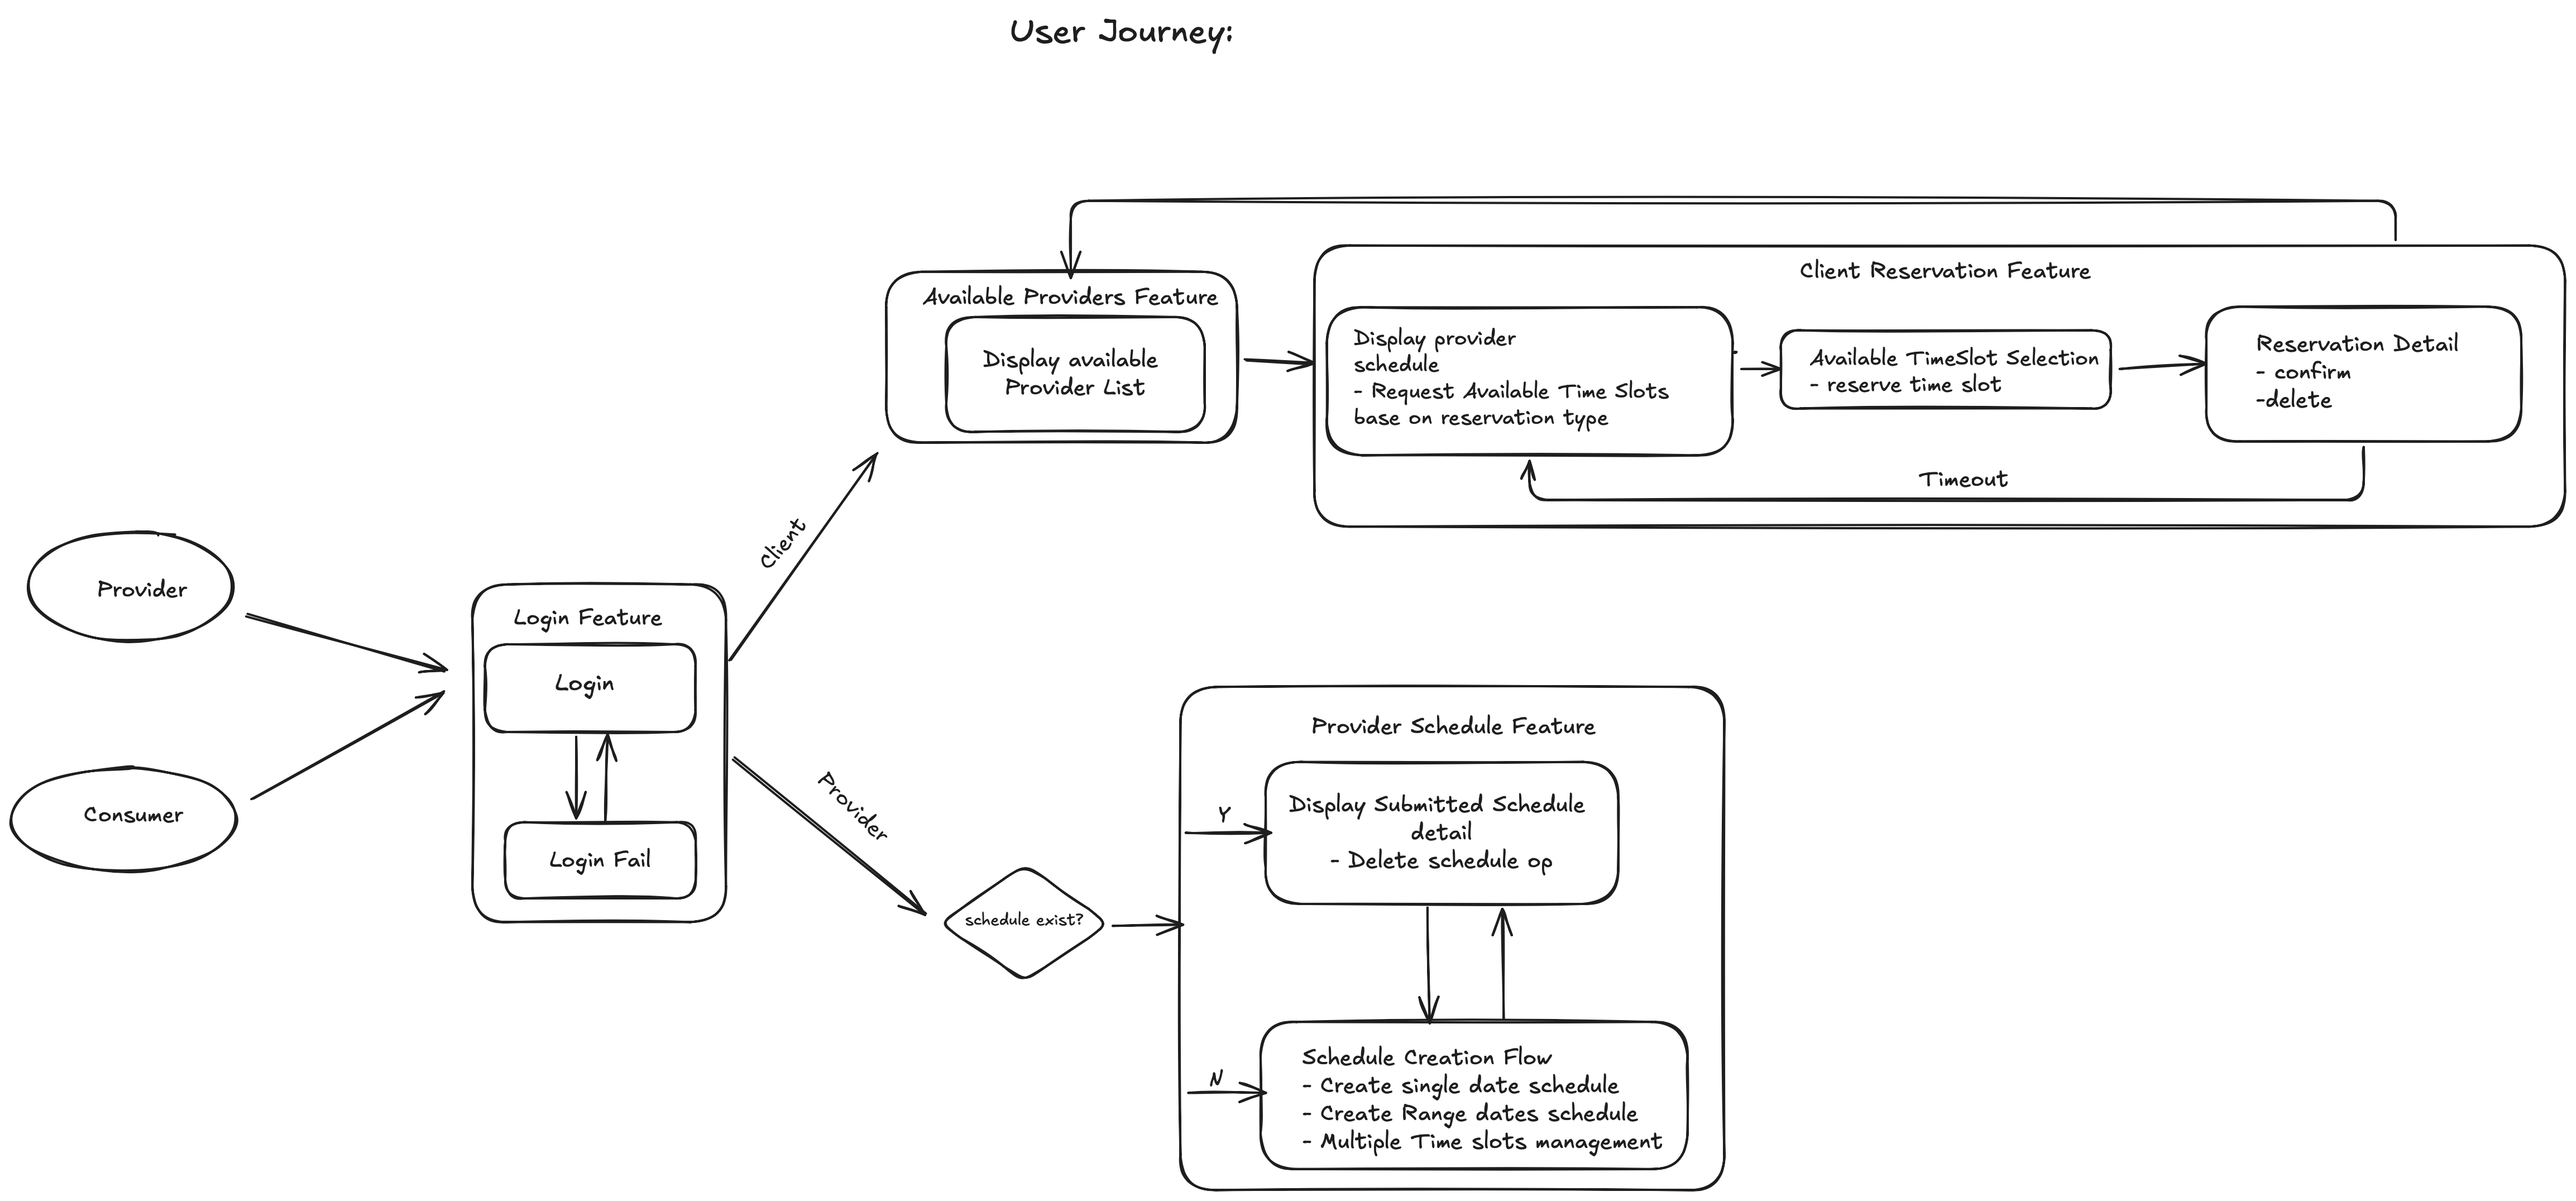 User Journey:
Available Providers Feature
Display available
Provider List
Client Reservation Feature
Display provider
schedule
- Request Available Time Slots
base on reservation type
Available TimeSlot Selection
- reserve time slot
Reservation Detail
- confirm
-delete
Timeout
Client
Provider
Consumer
Login Feature
Login
Login Fail
Provider
schedule exist?
Provider Schedule Feature
Y
Display Submitted Schedule
detail
- Delete schedule op
N
Schedule Creation Flow
- Create single date schedule
- Create Range dates schedule
- Multiple Time slots management